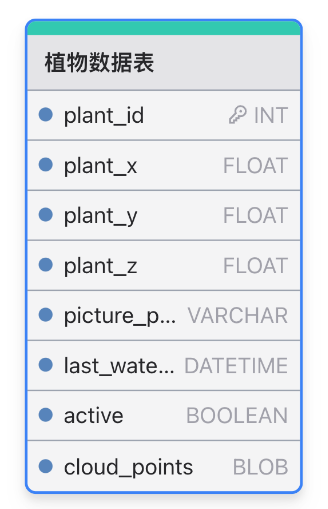 植物数据表
plant_id INT
plant_x FLOAT
plant_y FLOAT
plant_z FLOAT
picture_p... VARCHAR
last_wate... DATETIME
active BOOLEAN
cloud_points BLOB